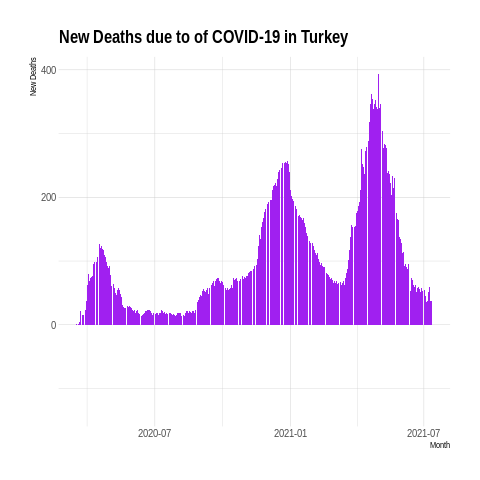 New Deaths due to of COVID-19 in Turkey
New Deaths
400
200
0
2020-07
2021-01
2021-07
Month